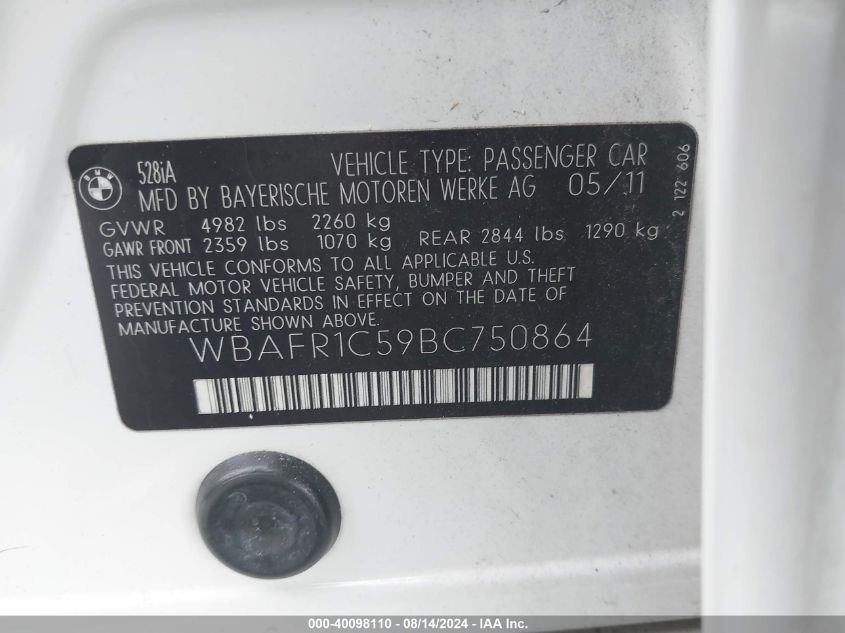 BMW
528iA
VEHICLE TYPE: PASSENGER CAR
MFD BY BAYERISCHE MOTOREN WERKE AG 05/11
GVWR 4982 lbs 2260 kg
GAWR FRONT 2359 lbs 1070 kg REAR 2844 lbs 1290 kg
THIS VEHICLE CONFORMS TO ALL APPLICABLE U.S.
FEDERAL MOTOR VEHICLE SAFETY, BUMPER AND THEFT
PREVENTION STANDARDS IN EFFECT ON THE DATE OF
MANUFACTURE SHOWN ABOVE.
WBAFR1C59BC750864
2 122 606
000-40098110 - 08/14/2024 - IAA Inc.